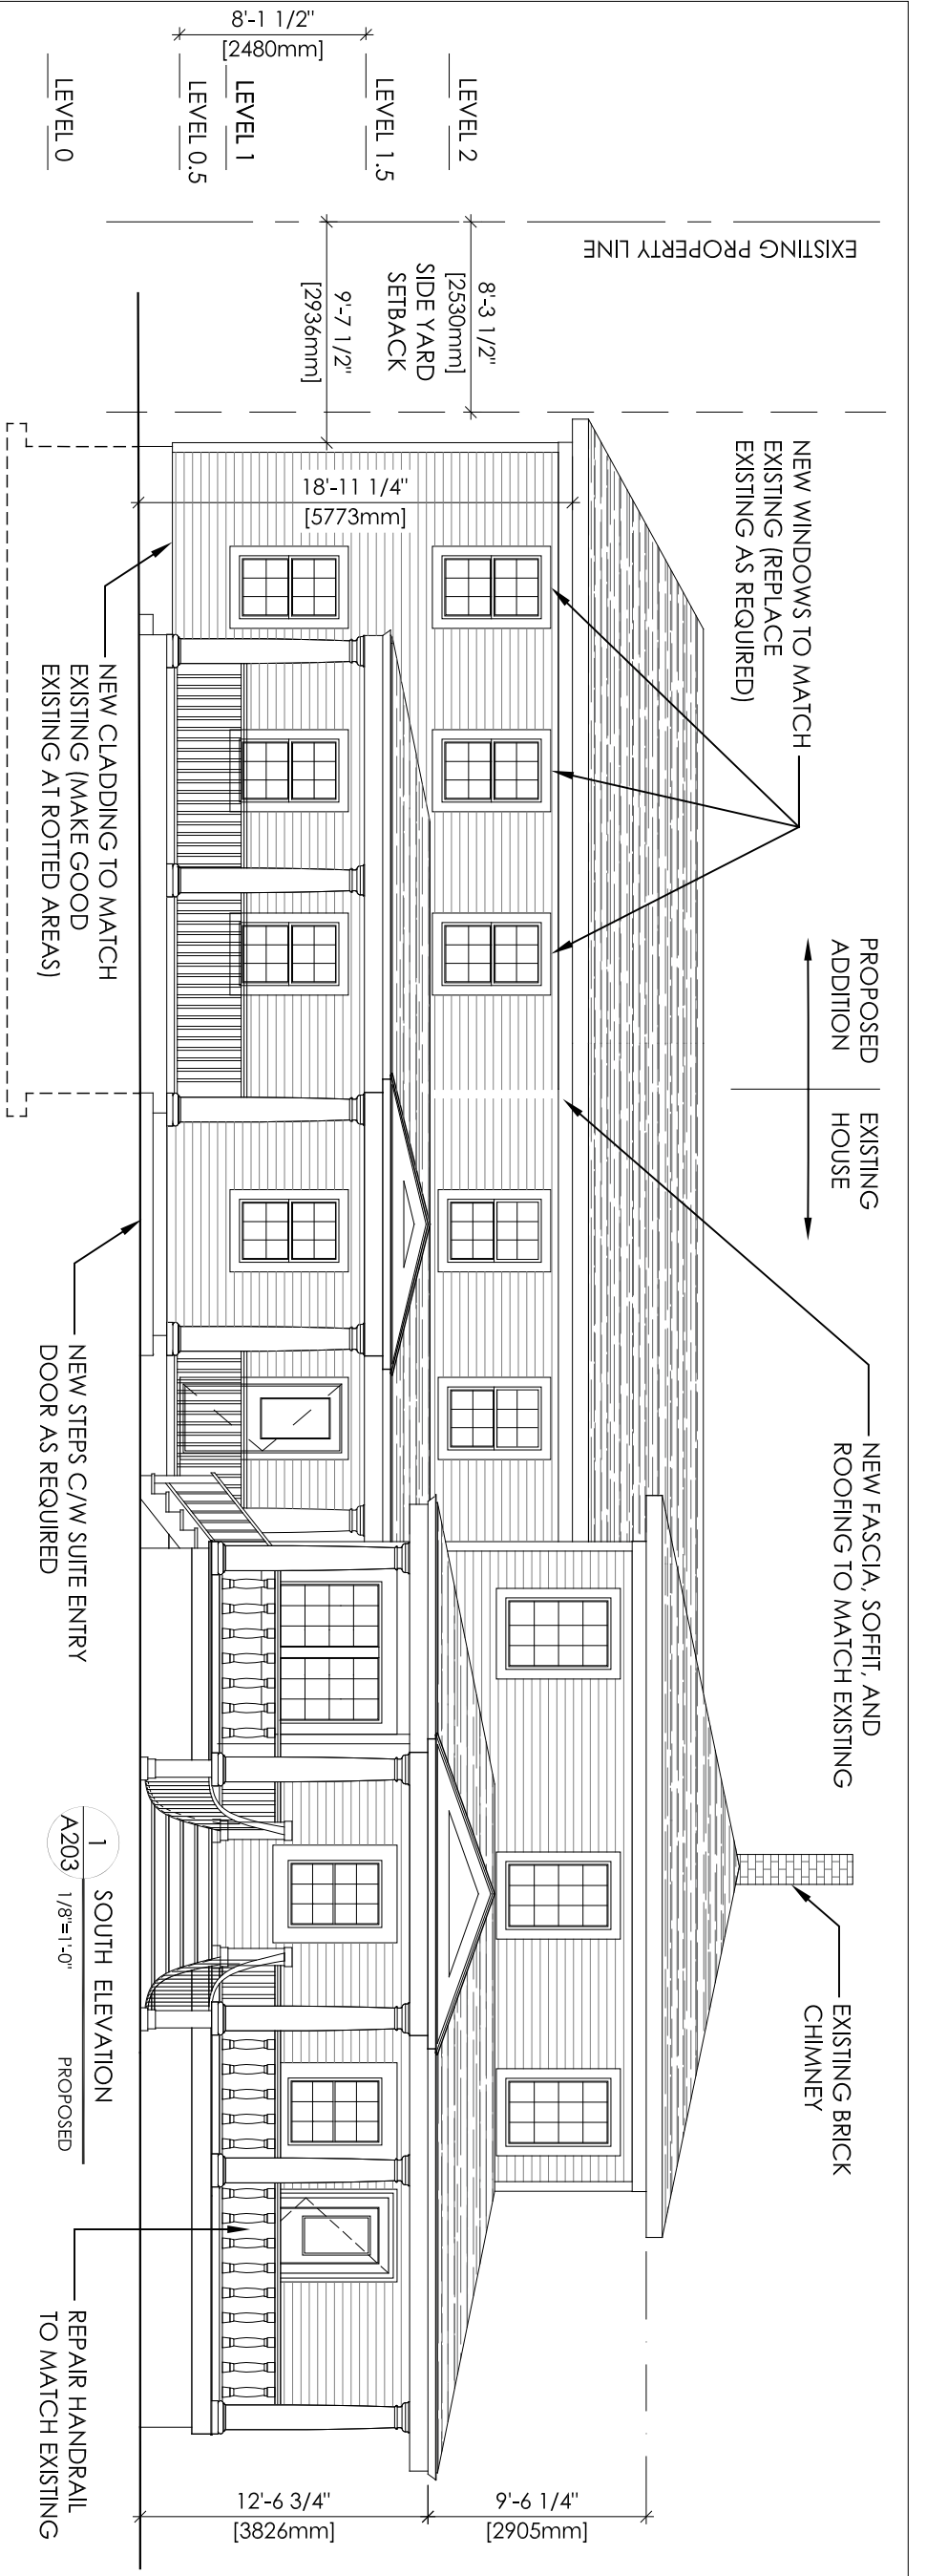 8'-1 1/2"
[2480mm]
LEVEL 2
LEVEL 1.5
LEVEL 1
LEVEL 0.5
LEVEL 0
EXISTING PROPERTY LINE
8'-3 1/2"
[2530mm]
SIDE YARD
SETBACK
9'-7 1/2"
[2936mm]
18'-11 1/4"
[5773mm]
NEW WINDOWS TO MATCH
EXISTING (REPLACE
EXISTING AS REQUIRED)
PROPOSED
ADDITION
EXISTING
HOUSE
NEW FASCIA, SOFFIT, AND
ROOFING TO MATCH EXISTING
EXISTING BRICK
CHIMNEY
NEW CLADDING TO MATCH
EXISTING (MAKE GOOD
EXISTING AT ROTTED AREAS)
NEW STEPS C/W SUITE ENTRY
DOOR AS REQUIRED
1
A203
SOUTH ELEVATION
1/8"=1'-0"
PROPOSED
REPAIR HANDRAIL
TO MATCH EXISTING
9'-6 1/4"
[2905mm]
12'-6 3/4"
[3826mm]